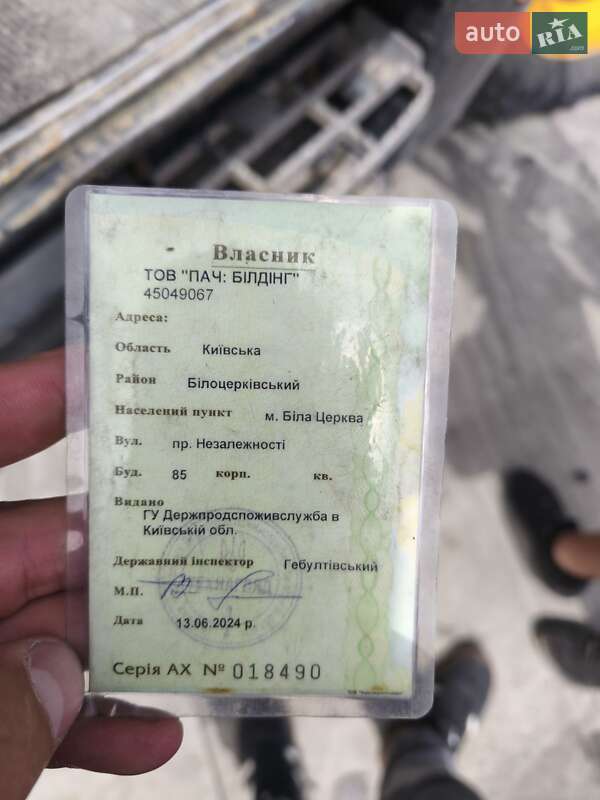 auto RIA .com
Власник
ТОВ "ПАЧ: БІЛДІНГ"
45049067
Адреса:
Область Київська
Район Білоцерківський
Населений пункт м. Біла Церква
Вул. пр. Незалежності
Буд. 85 корп. кв.
Видано
ГУ Держпродспоживслужба в
Київській обл.
Державний інспектор Гебултівський
М.П.
Дата 13.06.2024 р.
Серія АХ № 018490